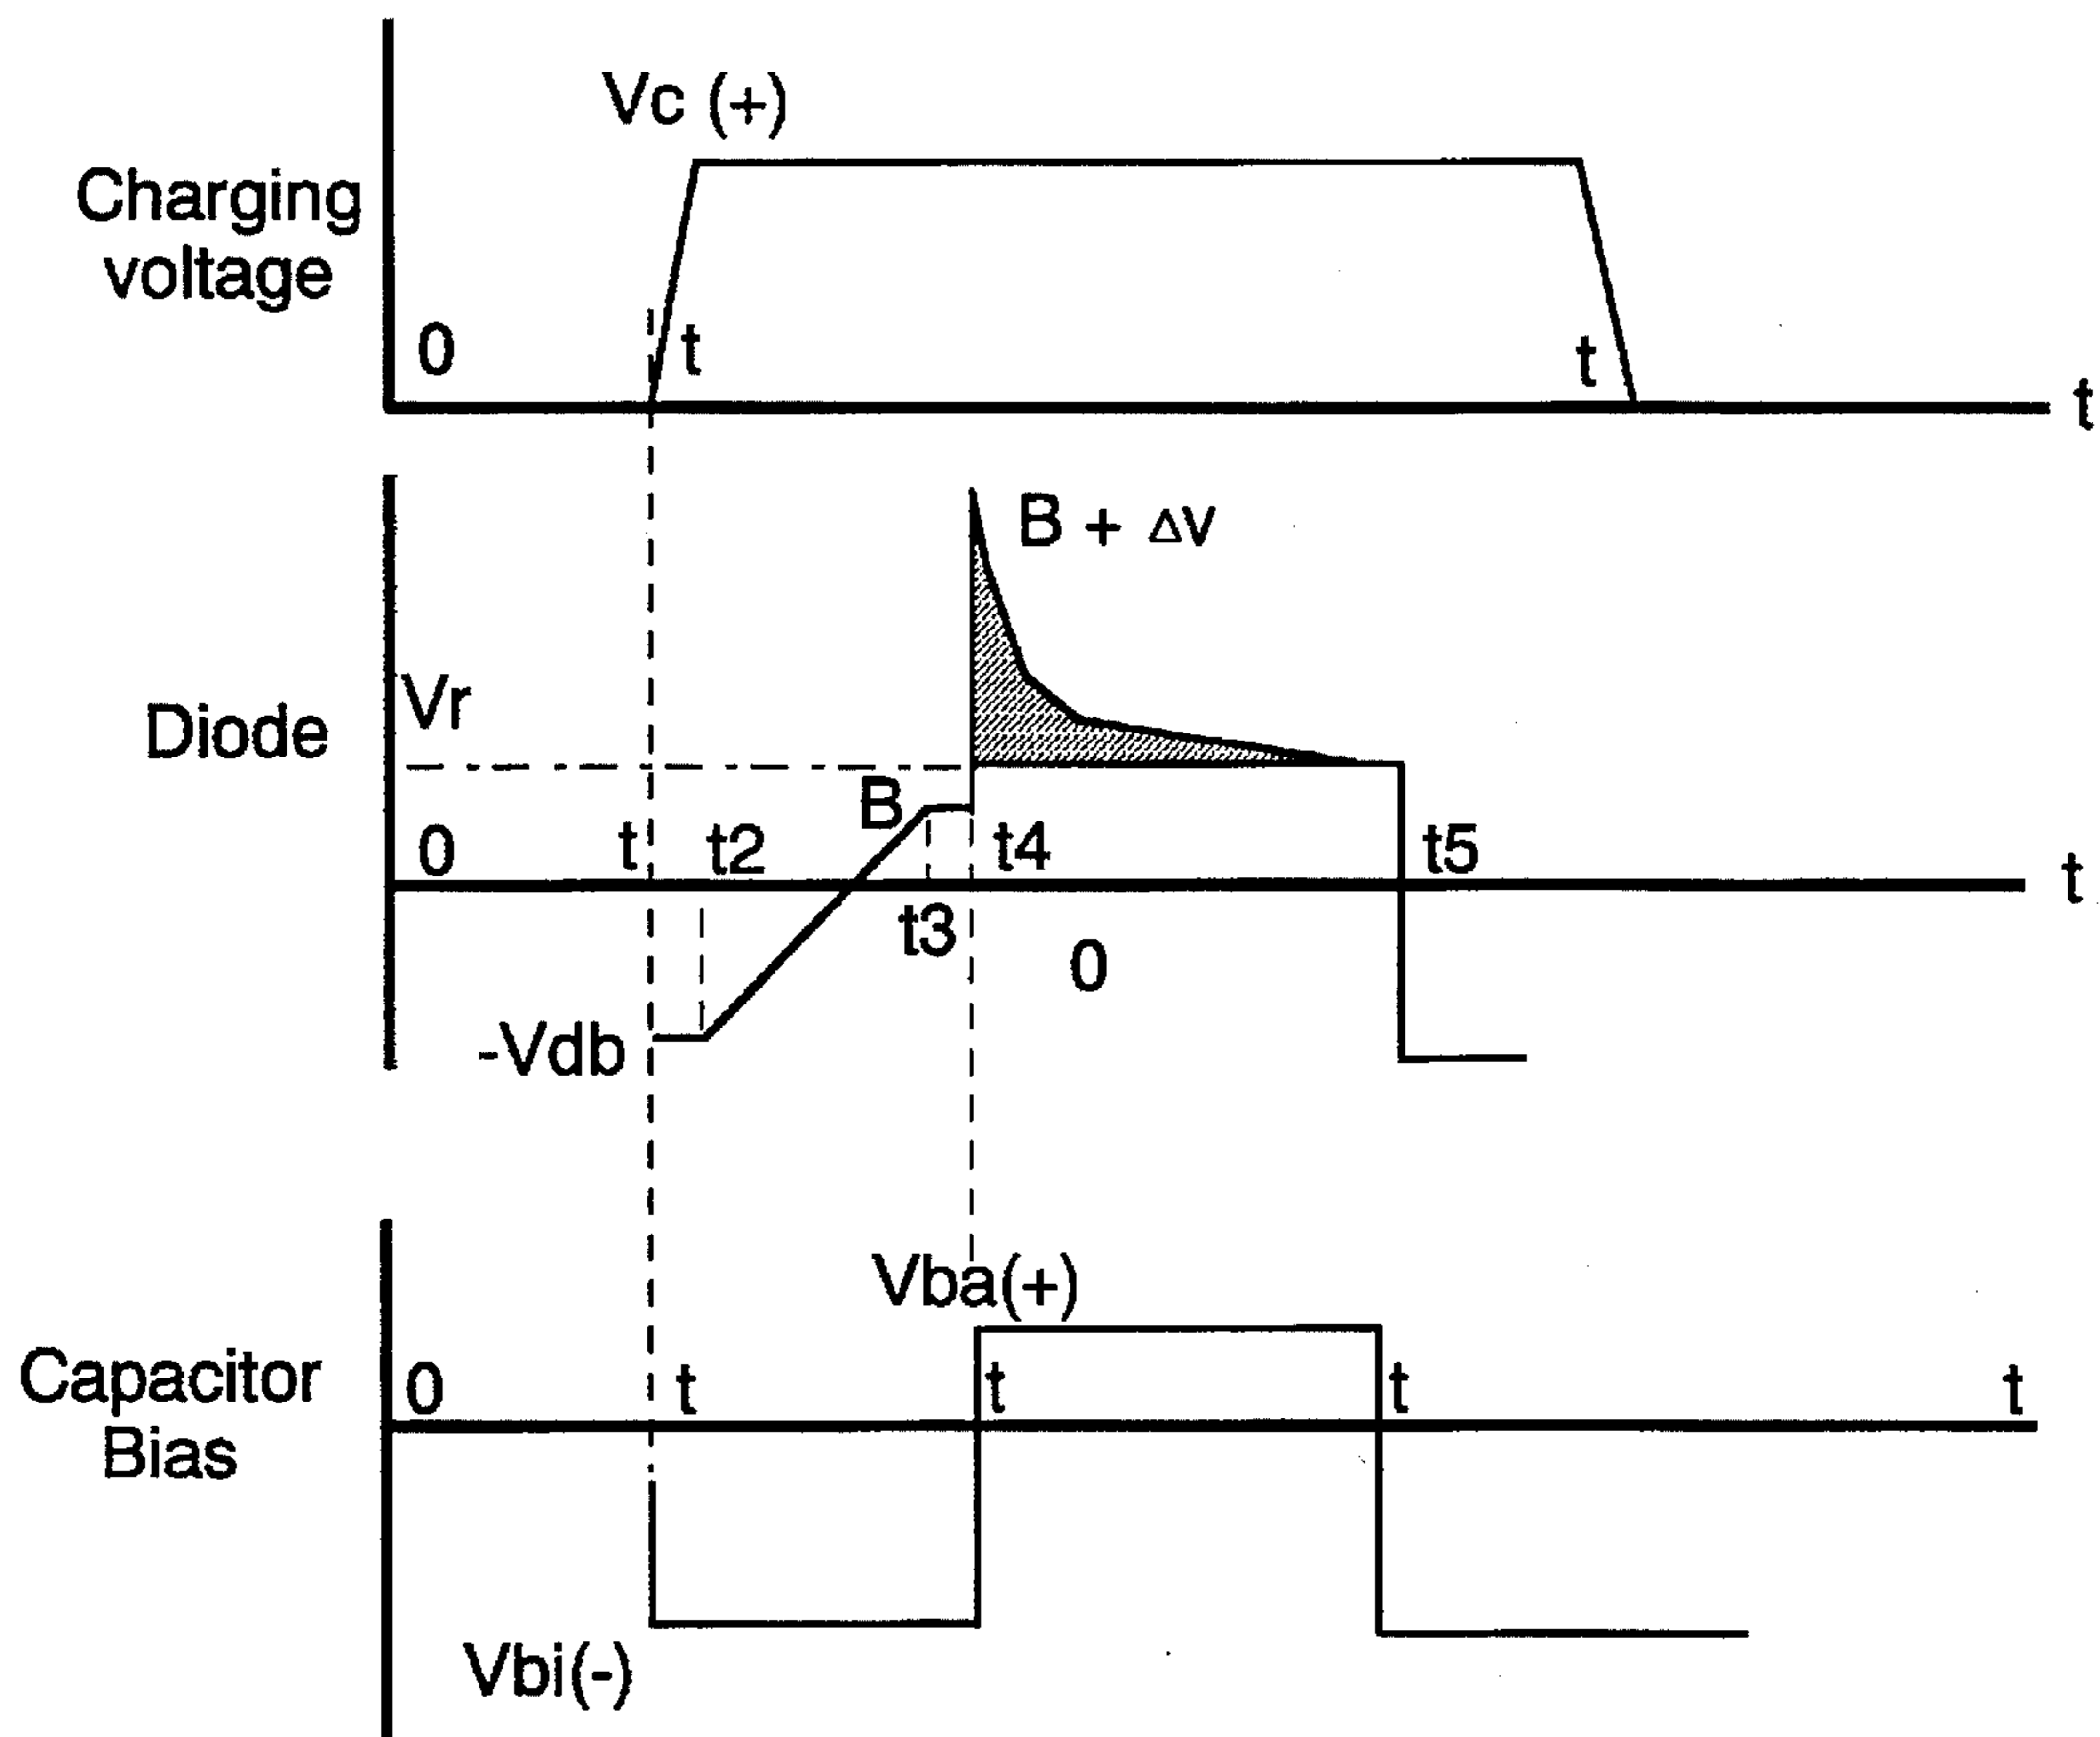 Vc (+)
Charging
voltage
0
t
t
t
B + Δv
Vr
Diode
B
0
t
t2
t4
t5
t
t3
0
-Vdb
Vba(+)
Capacitor
Bias
0
t
t
t
t
Vbi(-)